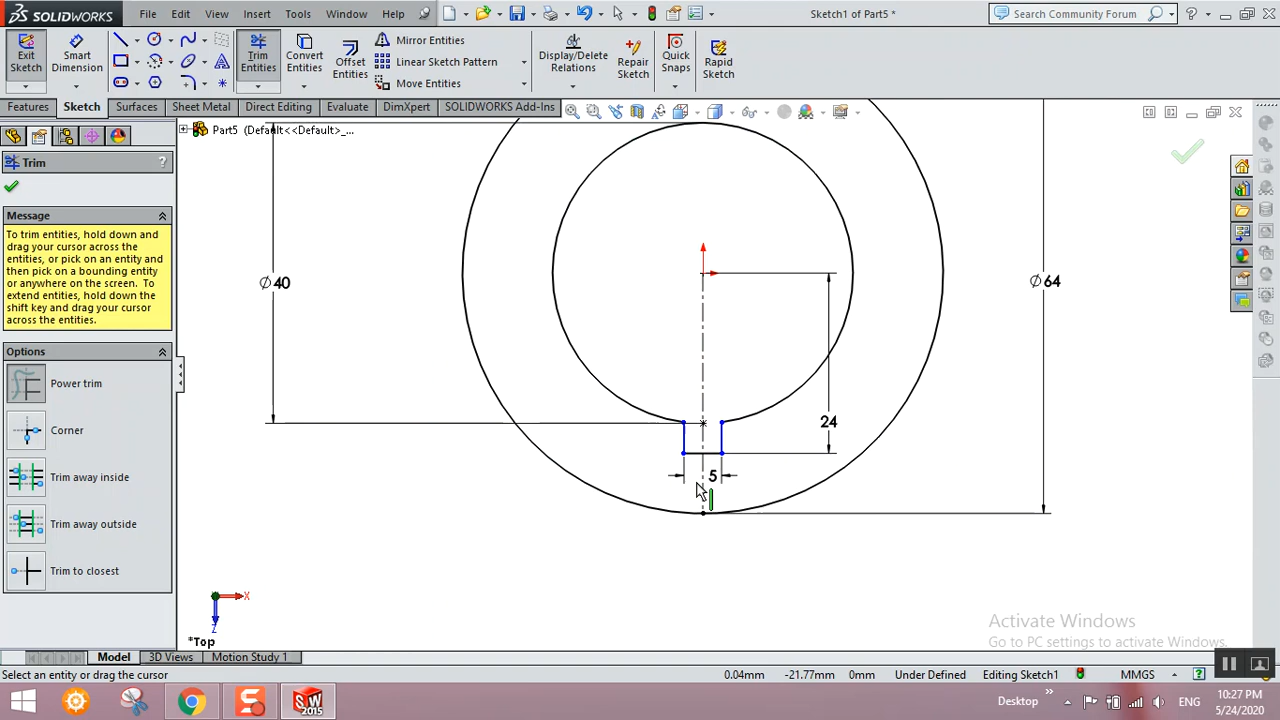 SOLIDWORKS
File Edit View Insert Tools Window Help
Sketch1 of Part5 *
Search Community Forum
Exit Sketch
Smart Dimension
Trim Entities
Convert Entities
Offset Entities
Mirror Entities
Linear Sketch Pattern
Move Entities
Display/Delete Relations
Repair Sketch
Quick Snaps
Rapid Sketch
Features Sketch Surfaces Sheet Metal Direct Editing Evaluate DimXpert SOLIDWORKS Add-Ins
Part5 (Default<<Default>_...
Trim ?
Message
To trim entities, hold down and
drag your cursor across the
entities, or pick on an entity and
then pick on a bounding entity
or anywhere on the screen. To
extend entities, hold down the
shift key and drag your cursor
across the entities.
Options
Power trim
Corner
Trim away inside
Trim away outside
Trim to closest
Ø40
Ø64
24
5
X
Z
*Top
Activate Windows
Go to PC settings to activate Windows.
Model 3D Views Motion Study 1
Select an entity or drag the cursor
0.04mm -21.77mm 0mm Under Defined Editing Sketch1 MMGS
SW 2015
Desktop
ENG
10:27 PM
5/24/2020